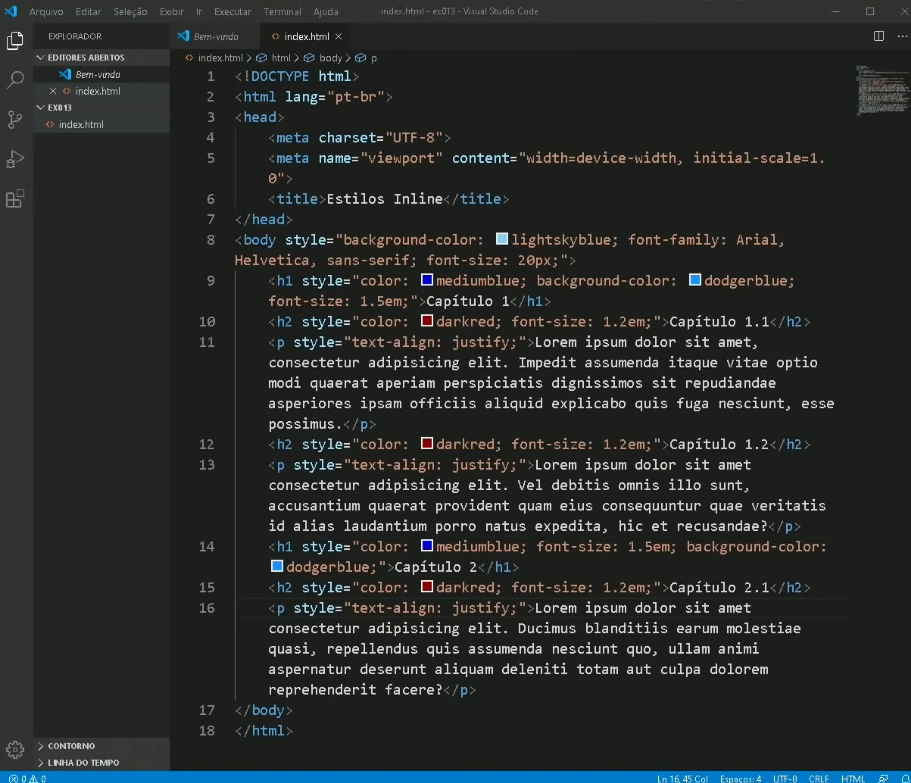 Arquivo Editar Seleção Exibir Ir Executar Terminal Ajuda index.html - ex013 - Visual Studio Code
EXPLORADOR
EDITORES ABERTOS
Bem-vindo
index.html
EX013
index.html
CONTORNO
LINHA DO TEMPO
Bem-vindo index.html
index.html > html > body > p
1 <!DOCTYPE html>
2 <html lang="pt-br">
3 <head>
4 <meta charset="UTF-8">
5 <meta name="viewport" content="width=device-width, initial-scale=1.
0">
6 <title>Estilos Inline</title>
7 </head>
8 <body style="background-color: lightskyblue; font-family: Arial,
Helvetica, sans-serif; font-size: 20px;">
9 <h1 style="color: mediumblue; background-color: dodgerblue;
font-size: 1.5em;">Capítulo 1</h1>
10 <h2 style="color: darkred; font-size: 1.2em;">Capítulo 1.1</h2>
11 <p style="text-align: justify;">Lorem ipsum dolor sit amet,
consectetur adipisicing elit. Impedit assumenda itaque vitae optio
modi quaerat aperiam perspiciatis dignissimos sit repudiandae
asperiores ipsam officiis aliquid explicabo quis fuga nesciunt, esse
possimus.</p>
12 <h2 style="color: darkred; font-size: 1.2em;">Capítulo 1.2</h2>
13 <p style="text-align: justify;">Lorem ipsum dolor sit amet
consectetur adipisicing elit. Vel debitis omnis illo sunt,
accusantium quaerat provident quam eius consequuntur quae veritatis
id alias laudantium porro natus expedita, hic et recusandae?</p>
14 <h1 style="color: mediumblue; font-size: 1.5em; background-color:
dodgerblue;">Capítulo 2</h1>
15 <h2 style="color: darkred; font-size: 1.2em;">Capítulo 2.1</h2>
16 <p style="text-align: justify;">Lorem ipsum dolor sit amet
consectetur adipisicing elit. Ducimus blanditiis earum molestiae
quasi, repellendus quis assumenda nesciunt quo, ullam animi
aspernatur deserunt aliquam deleniti totam aut culpa dolorem
reprehenderit facere?</p>
17 </body>
18 </html>
0 0 Ln 16, 45 Col Espaços: 4 UTF-8 CRLF HTML